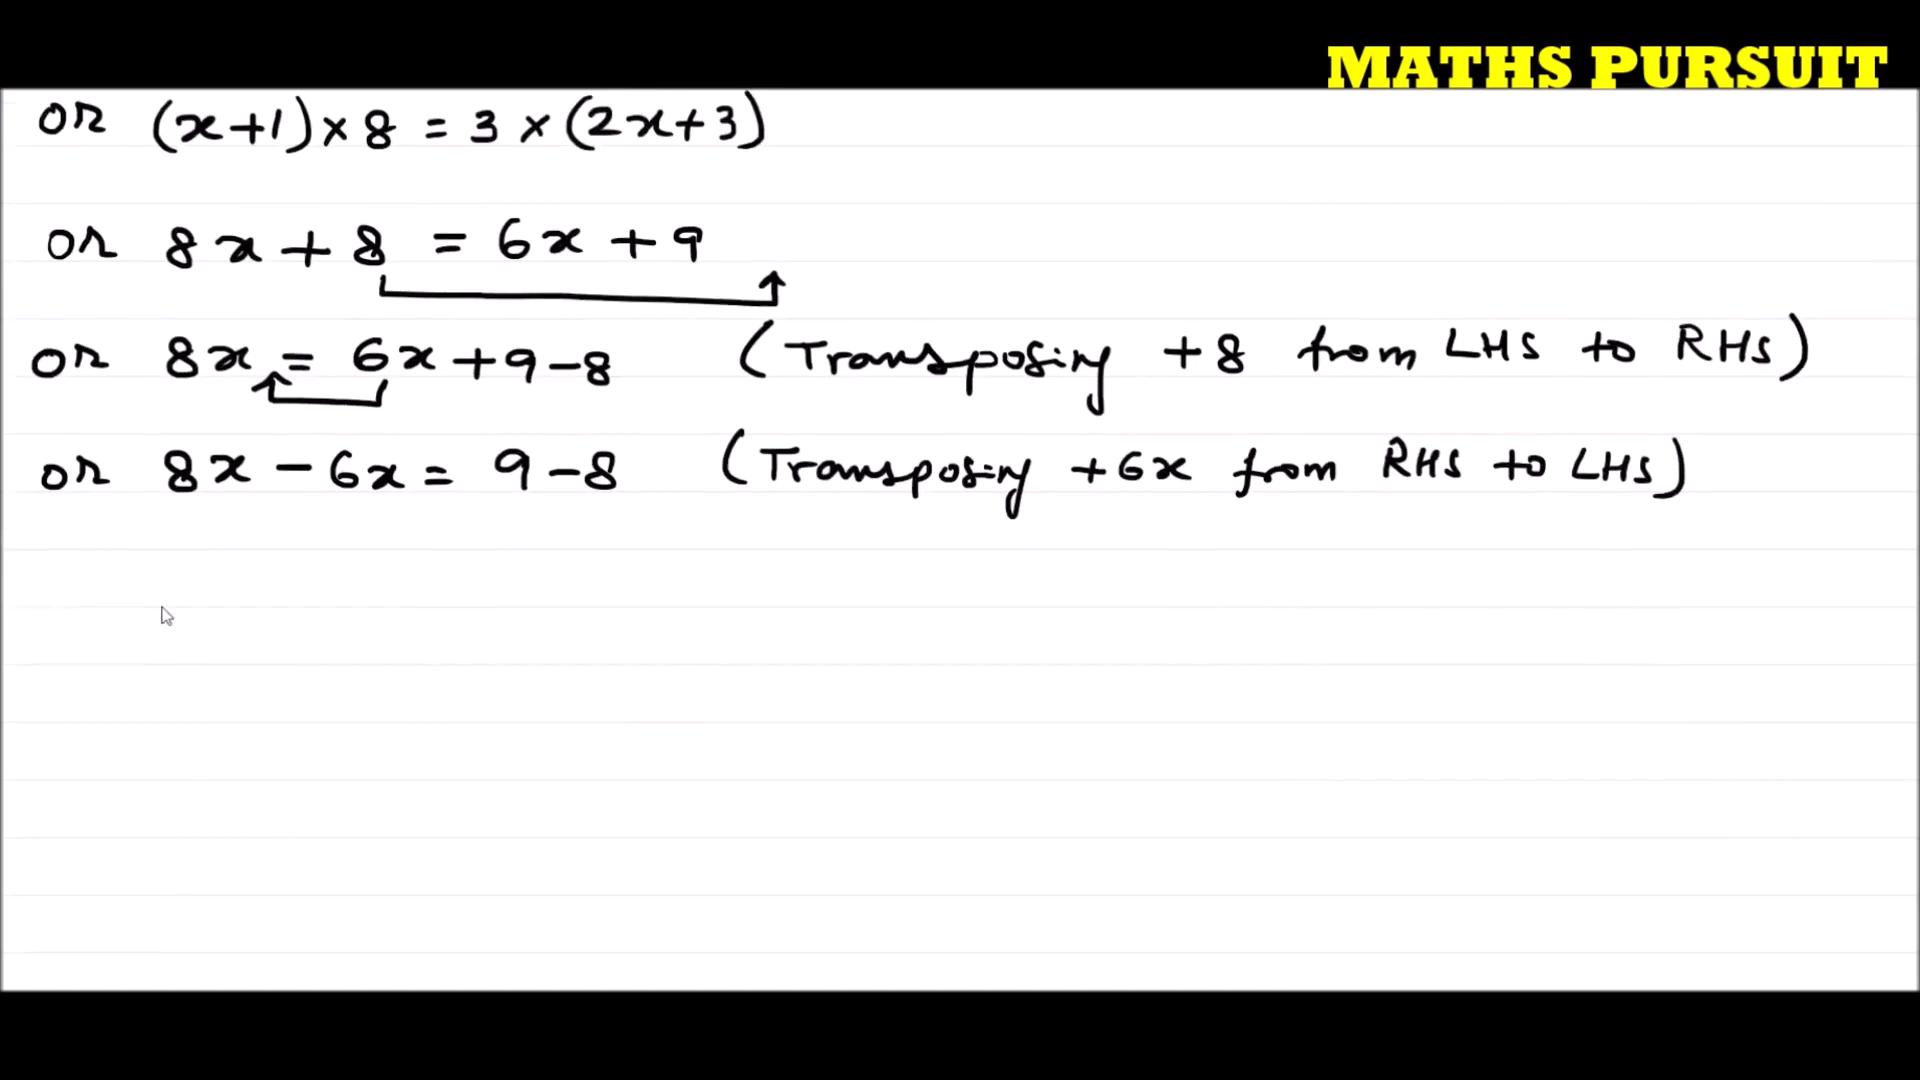 MATHS PURSUIT
or (x+1)×8 = 3×(2x+3)
or 8x + 8 = 6x + 9
or 8x = 6x + 9 – 8 (Transposing +8 from LHS to RHS)
or 8x – 6x = 9 – 8 (Transposing +6x from RHS to LHS)